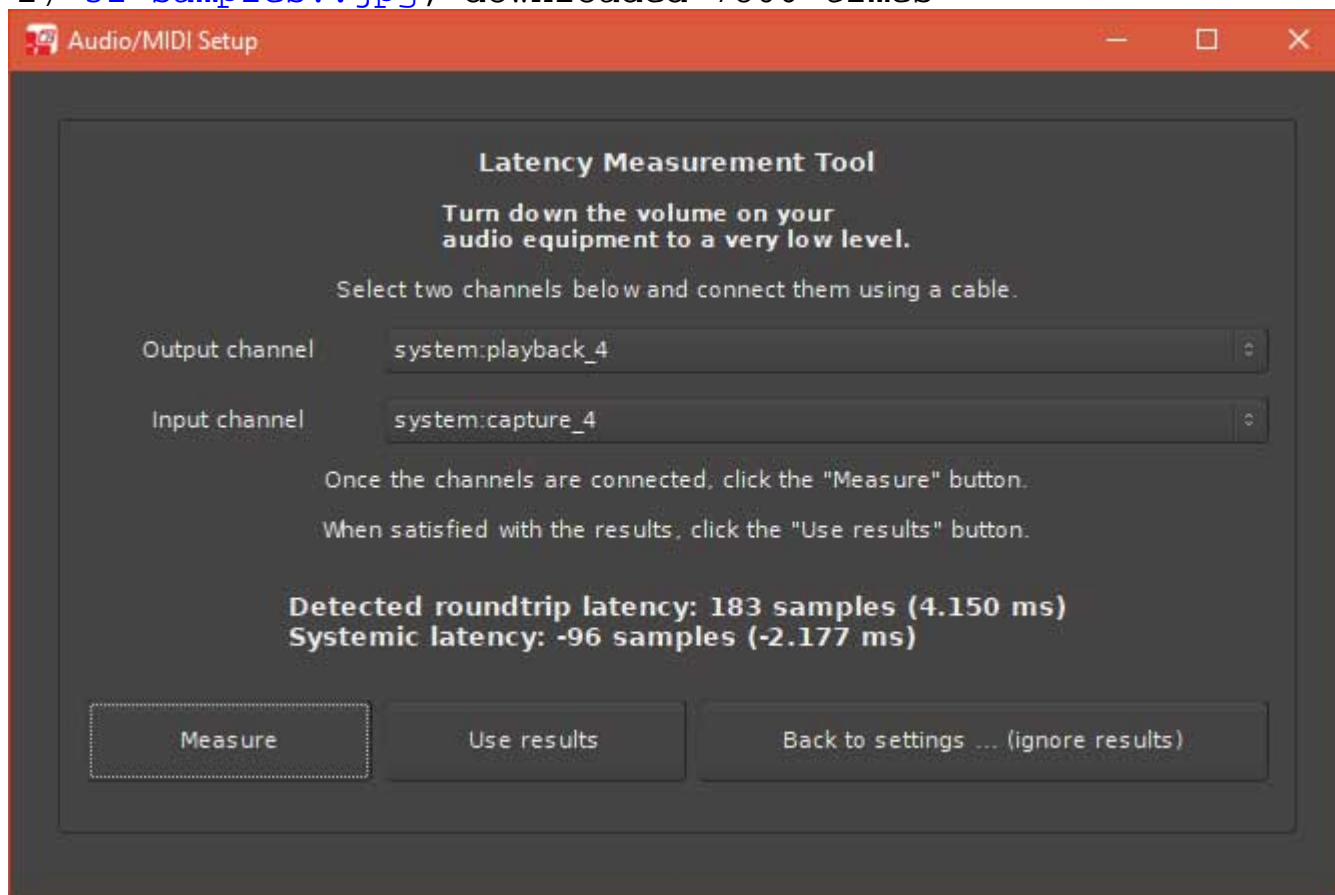 Audio/MIDI Setup
Latency Measurement Tool
Turn down the volume on your
audio equipment to a very low level.
Select two channels below and connect them using a cable.
Output channel system:playback_4
Input channel system:capture_4
Once the channels are connected, click the "Measure" button.
When satisfied with the results, click the "Use results" button.
Detected roundtrip latency: 183 samples (4.150 ms)
Systemic latency: -96 samples (-2.177 ms)
Measure Use results Back to settings ... (ignore results)